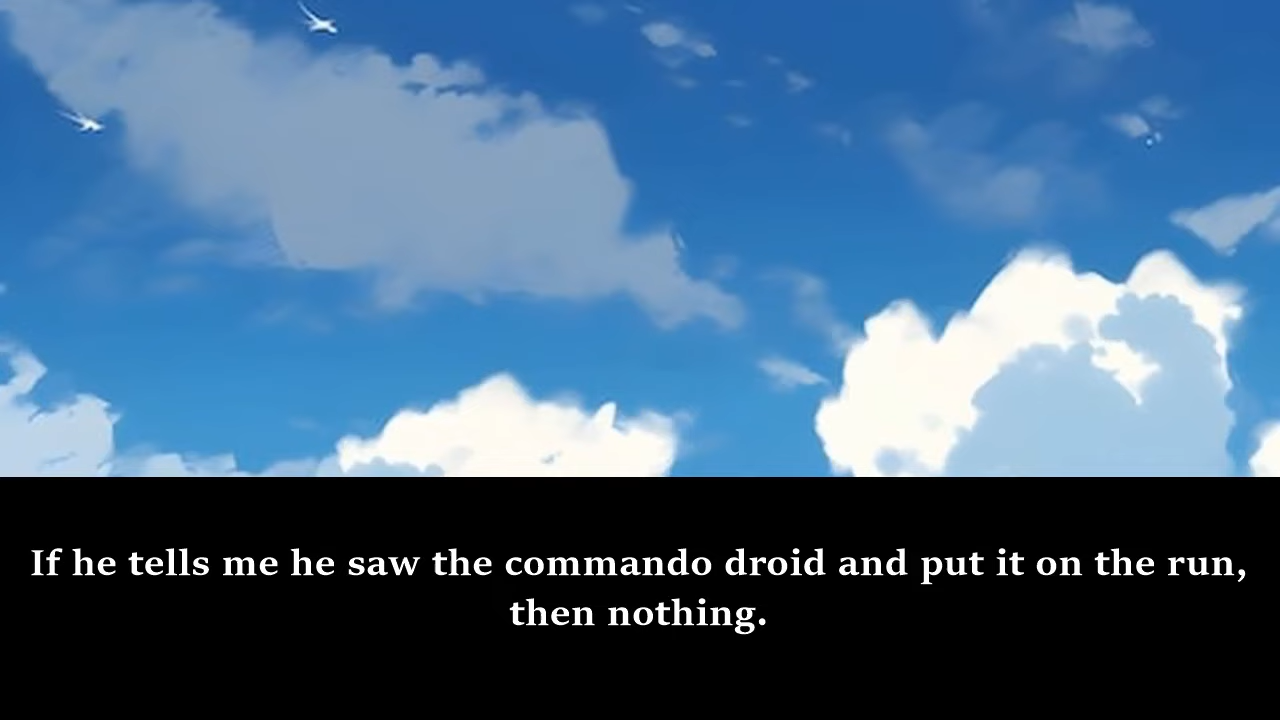 If he tells me he saw the commando droid and put it on the run,
then nothing.